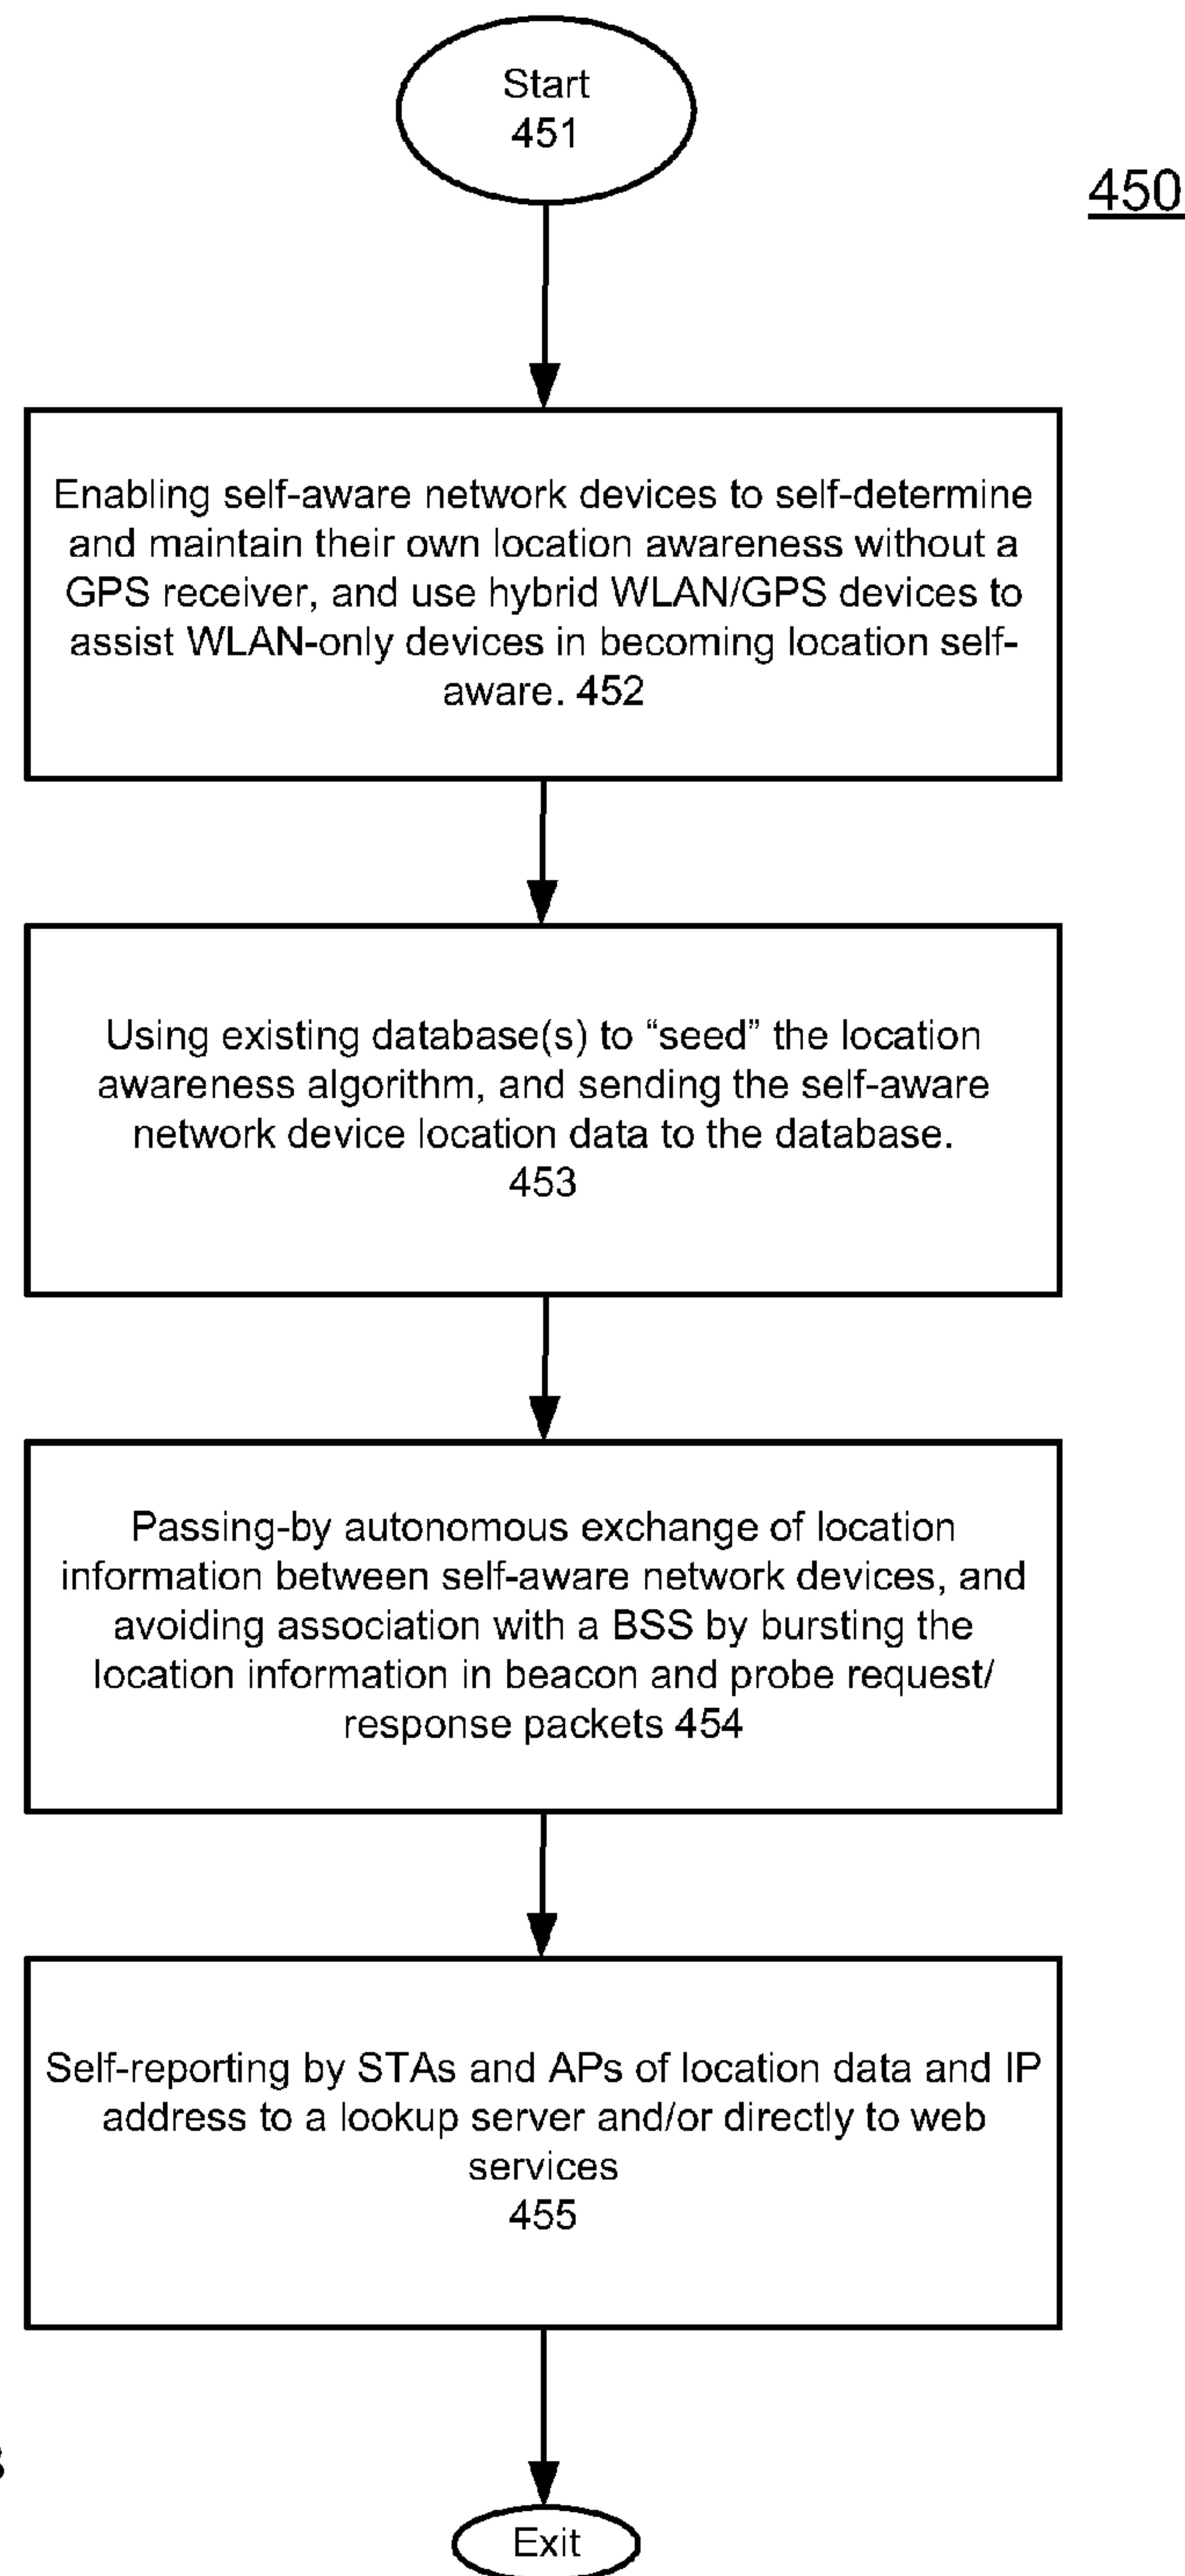 Start
451
450
Enabling self-aware network devices to self-determine
and maintain their own location awareness without a
GPS receiver, and use hybrid WLAN/GPS devices to
assist WLAN-only devices in becoming location self-
aware. 452
Using existing database(s) to “seed” the location
awareness algorithm, and sending the self-aware
network device location data to the database.
453
Passing-by autonomous exchange of location
information between self-aware network devices, and
avoiding association with a BSS by bursting the
location information in beacon and probe request/
response packets 454
Self-reporting by STAs and APs of location data and IP
address to a lookup server and/or directly to web
services
455
Exit